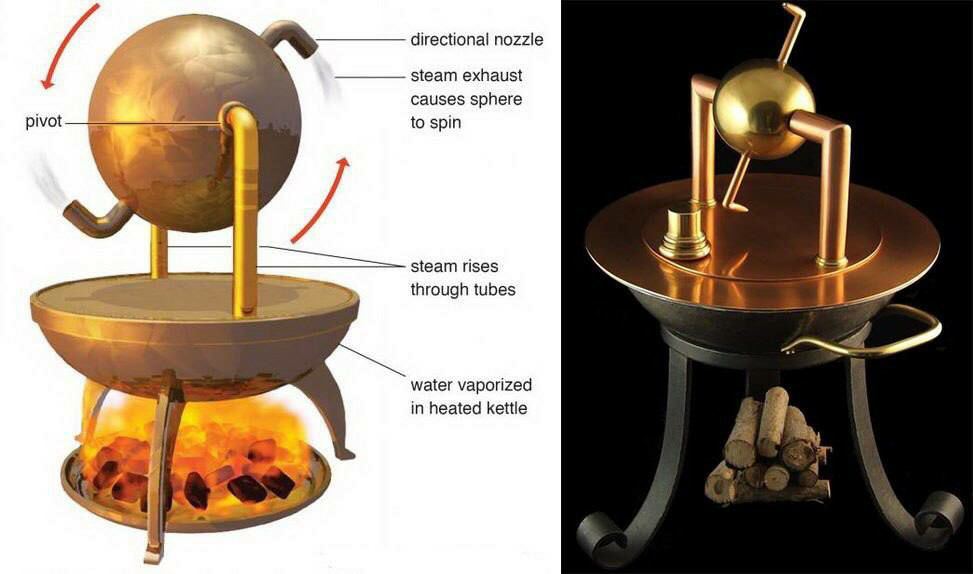 directional nozzle
steam exhaust
causes sphere
to spin
pivot
steam rises
through tubes
water vaporized
in heated kettle